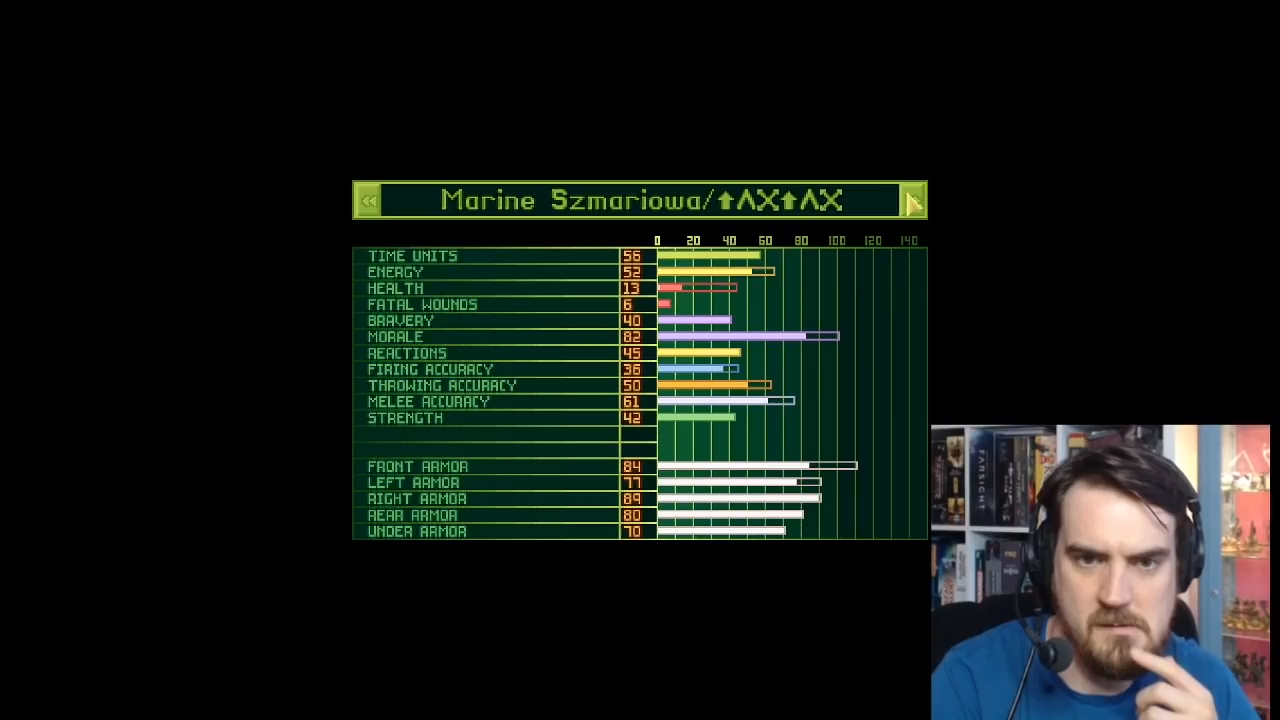 Marine Szmariowa/⬆ΛX⬆ΛX
0 20 40 60 80 100 120 140
TIME UNITS 56
ENERGY 52
HEALTH 13
FATAL WOUNDS 6
BRAVERY 40
MORALE 82
REACTIONS 45
FIRING ACCURACY 36
THROWING ACCURACY 50
MELEE ACCURACY 61
STRENGTH 42
FRONT ARMOR 84
LEFT ARMOR 77
RIGHT ARMOR 89
REAR ARMOR 80
UNDER ARMOR 70
FARSIGHT